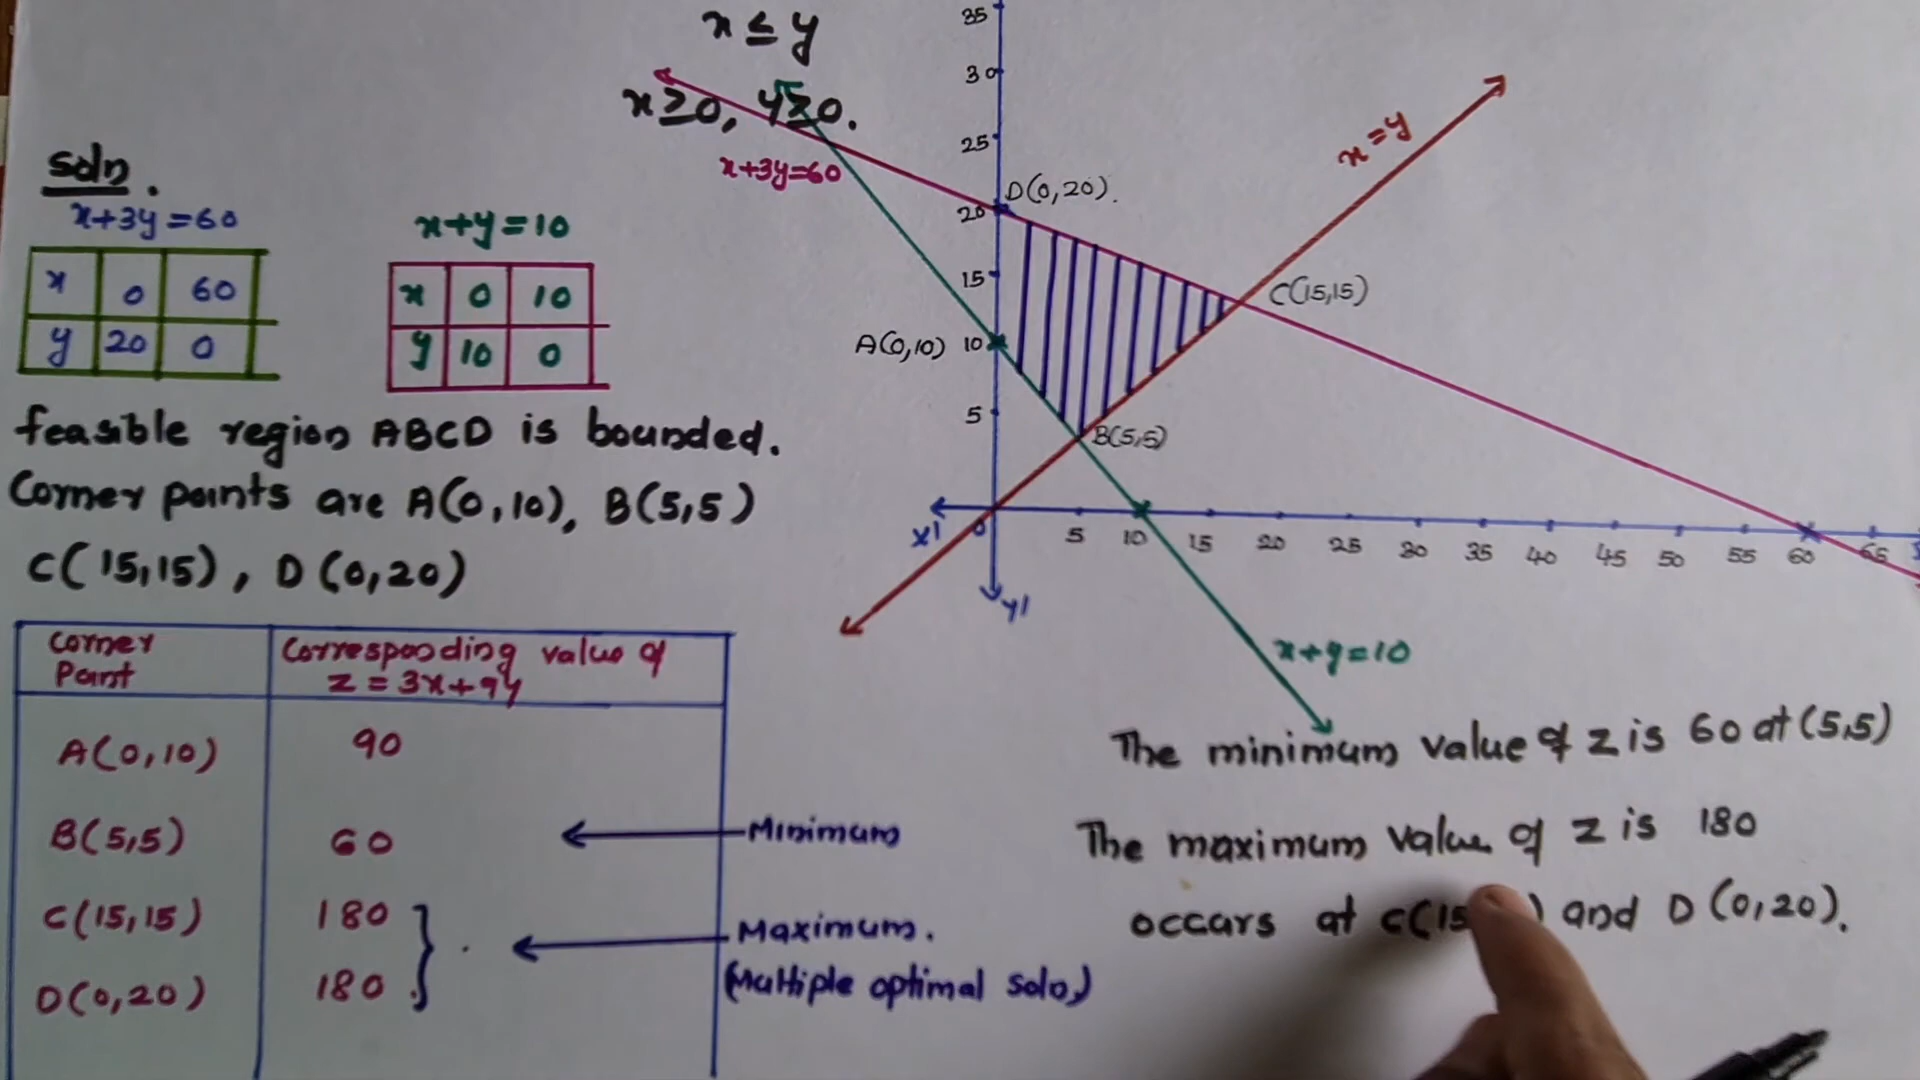 x ≤ y
x ≥ 0, y ≥ 0.
Soln.
x+3y=60
x 0 60
y 20 0
x+y=10
x 0 10
y 10 0
feasible region ABCD is bounded.
Corner points are A(0,10), B(5,5)
C(15,15), D(0,20)
Corner Point
Corresponding value of
z = 3x+9y
A(0,10) 90
B(5,5) 60
C(15,15) 180
D(0,20) 180
Minimum
Maximum.
(Multiple optimal soln)
35
30
25
20
15
10
5
x+3y=60
x=y
D(0,20).
C(15,15)
A(0,10)
B(5,5)
x' 0 5 10 15 20 25 30 35 40 45 50 55 60 65
y'
x+y=10
The minimum value of z is 60 at (5,5)
The maximum value of z is 180
occurs at C(15 ) and D(0,20).